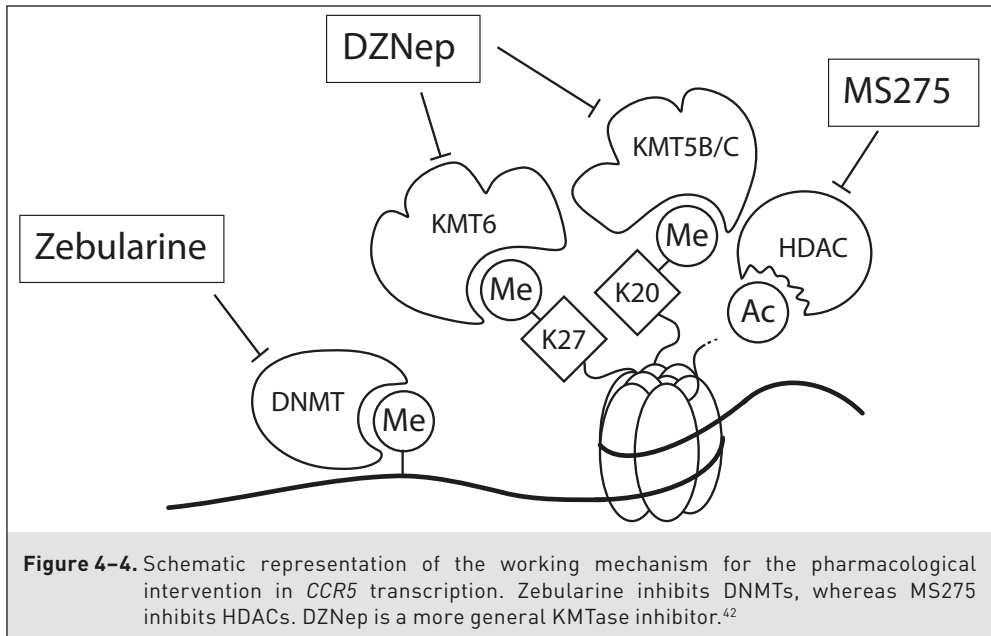 DZNep
MS275
KMT5B/C
KMT6
Me
HDAC
Zebularine
Me
K20
Ac
K27
DNMT
Me
Figure 4–4. Schematic representation of the working mechanism for the pharmacological
intervention in CCR5 transcription. Zebularine inhibits DNMTs, whereas MS275
inhibits HDACs. DZNep is a more general KMTase inhibitor.42